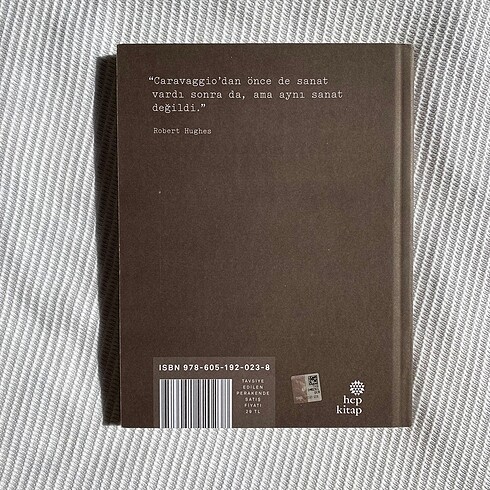 “Caravaggio’dan önce de sanat
vardı sonra da, ama aynı sanat
değildi.”
Robert Hughes
ISBN 978-605-192-023-8
TAVSİYE
EDİLEN
PERAKENDE
SATIŞ
FİYATI
29 TL
hep
kitap